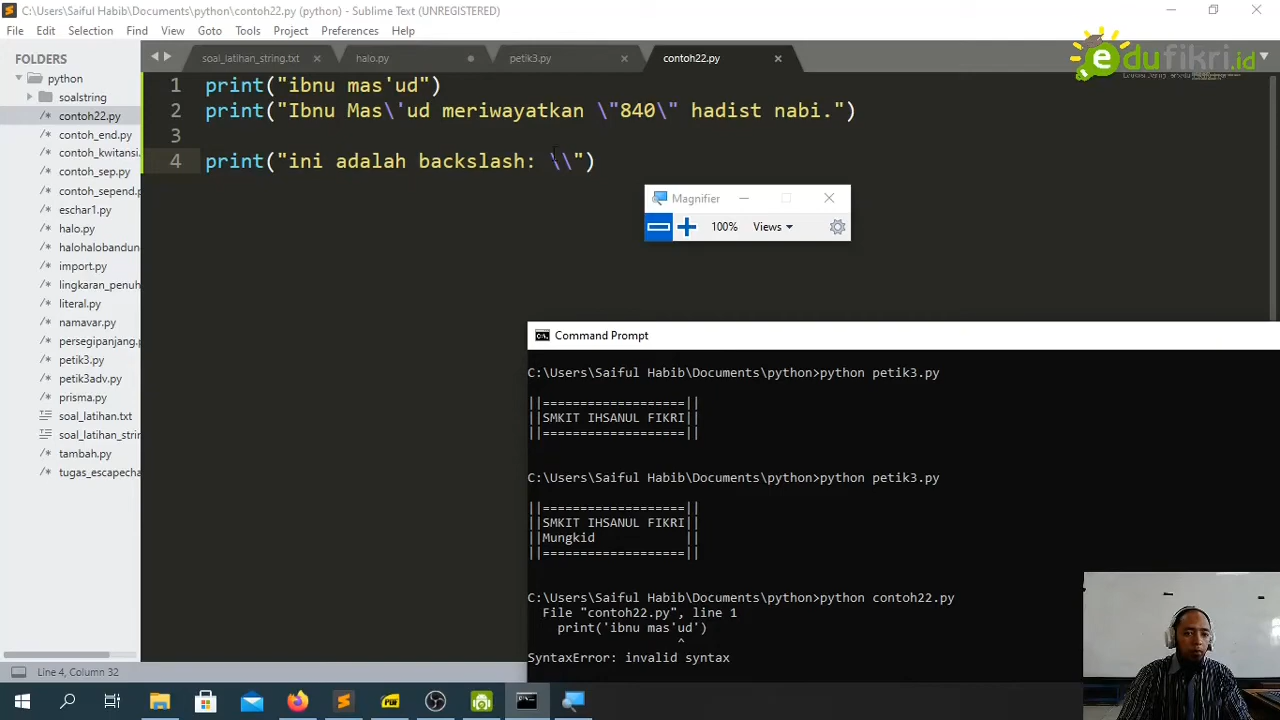 C:\Users\Saiful Habib\Documents\python\contoh22.py (python) - Sublime Text (UNREGISTERED)
File Edit Selection Find View Goto Tools Project Preferences Help
edufikri.id
FOLDERS
python
soalstring
contoh22.py
contoh_end.py
contoh_kwitansi.
contoh_sep.py
contoh_sepend.p
eschar1.py
halo.py
halohalobandun
import.py
lingkaran_penuh
literal.py
namavar.py
persegipanjang.
petik3.py
petik3adv.py
prisma.py
soal_latihan.txt
soal_latihan_strin
tambah.py
tugas_escapecha
soal_latihan_string.txt halo.py petik3.py contoh22.py
1 print("ibnu mas'ud")
2 print("Ibnu Mas\'ud meriwayatkan \"840\" hadist nabi.")
3
4 print("ini adalah backslash: \\")
Magnifier
100% Views
Command Prompt
C:\Users\Saiful Habib\Documents\python>python petik3.py
||===================||
||SMKIT IHSANUL FIKRI||
||===================||
C:\Users\Saiful Habib\Documents\python>python petik3.py
||===================||
||SMKIT IHSANUL FIKRI||
||Mungkid            ||
||===================||
C:\Users\Saiful Habib\Documents\python>python contoh22.py
File "contoh22.py", line 1
print('ibnu mas'ud')
^
SyntaxError: invalid syntax
Line 4, Column 32
PDF